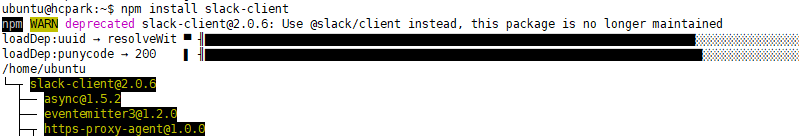 ubuntu@hcpark:~$ npm install slack-client
npm WARN deprecated slack-client@2.0.6: Use @slack/client instead, this package is no longer maintained
loadDep:uuid → resolveWit
loadDep:punycode → 200
/home/ubuntu
└─┬ slack-client@2.0.6
  ├── async@1.5.2
  ├── eventemitter3@1.2.0
  ├─┬ https-proxy-agent@1.0.0